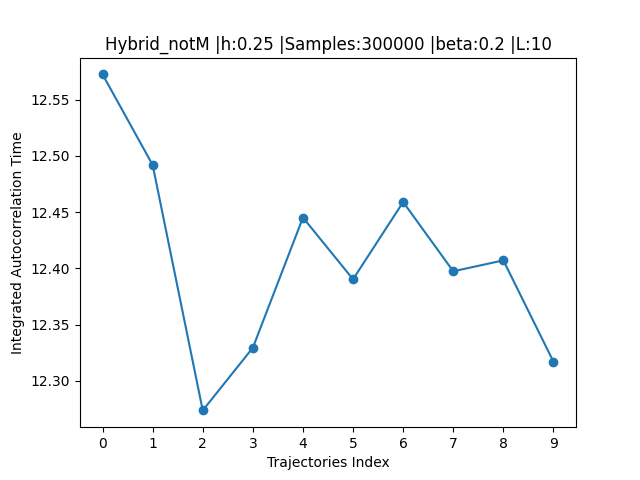 Hybrid_notM |h:0.25 |Samples:300000 |beta:0.2 |L:10
Integrated Autocorrelation Time
12.55
12.50
12.45
12.40
12.35
12.30
0 1 2 3 4 5 6 7 8 9
Trajectories Index